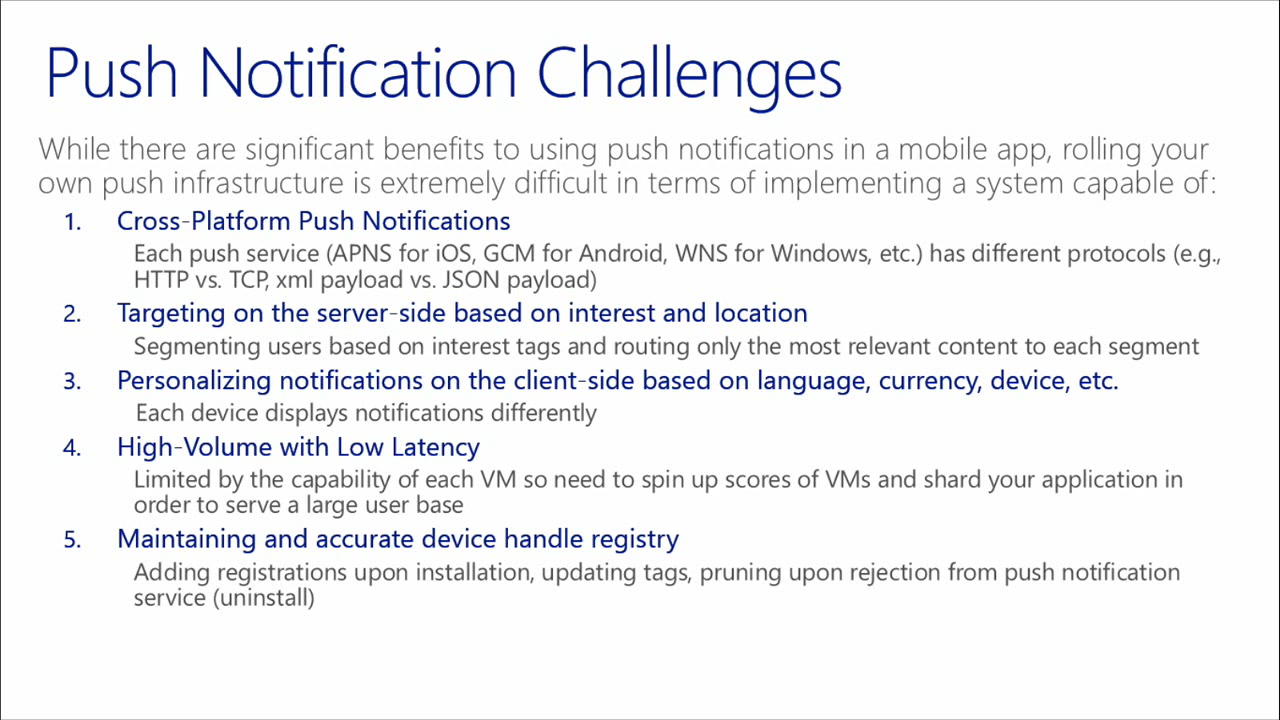 Push Notification Challenges
While there are significant benefits to using push notifications in a mobile app, rolling your
own push infrastructure is extremely difficult in terms of implementing a system capable of:
1. Cross-Platform Push Notifications
Each push service (APNS for iOS, GCM for Android, WNS for Windows, etc.) has different protocols (e.g.,
HTTP vs. TCP, xml payload vs. JSON payload)
2. Targeting on the server-side based on interest and location
Segmenting users based on interest tags and routing only the most relevant content to each segment
3. Personalizing notifications on the client-side based on language, currency, device, etc.
Each device displays notifications differently
4. High-Volume with Low Latency
Limited by the capability of each VM so need to spin up scores of VMs and shard your application in
order to serve a large user base
5. Maintaining and accurate device handle registry
Adding registrations upon installation, updating tags, pruning upon rejection from push notification
service (uninstall)